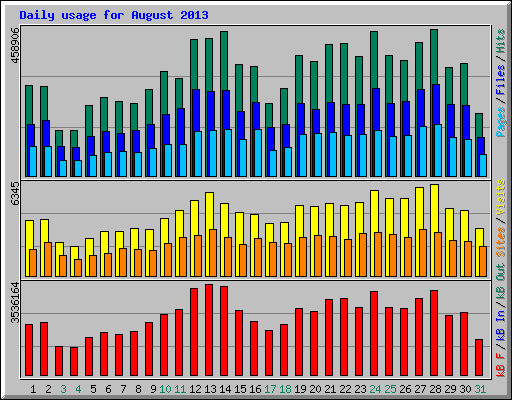 Daily usage for August 2013
458906
Pages / Files / Hits
6345
Sites / Visits
3536164
kB F / kB In / kB Out
1 2 3 4 5 6 7 8 9 10 11 12 13 14 15 16 17 18 19 20 21 22 23 24 25 26 27 28 29 30 31